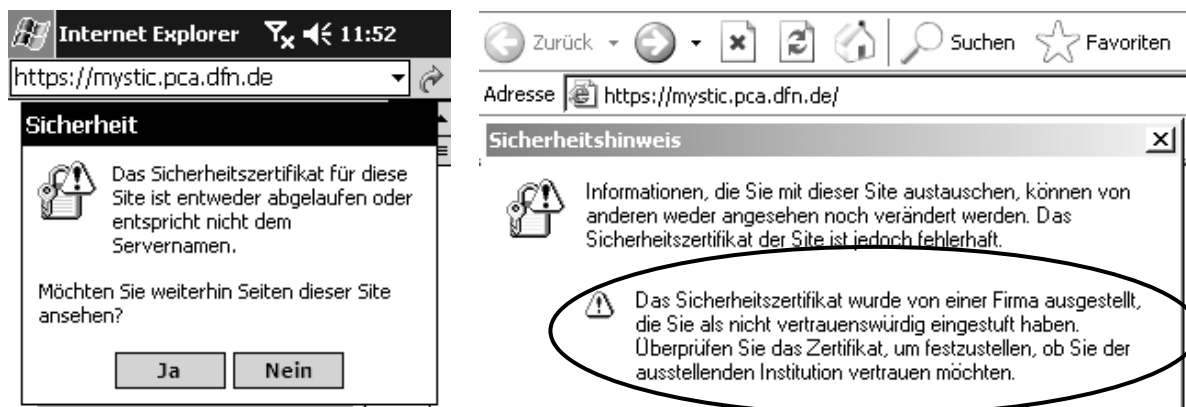 Internet Explorer 11:52
https://mystic.pca.dfn.de
Sicherheit
Das Sicherheitszertifikat für diese
Site ist entweder abgelaufen oder
entspricht nicht dem
Servernamen.
Möchten Sie weiterhin Seiten dieser Site
ansehen?
Ja Nein
Zurück Suchen Favoriten
Adresse https://mystic.pca.dfn.de/
Sicherheitshinweis
Informationen, die Sie mit dieser Site austauschen, können von
anderen weder angesehen noch verändert werden. Das
Sicherheitszertifikat der Site ist jedoch fehlerhaft.
Das Sicherheitszertifikat wurde von einer Firma ausgestellt,
die Sie als nicht vertrauenswürdig eingestuft haben.
Überprüfen Sie das Zertifikat, um festzustellen, ob Sie der
ausstellenden Institution vertrauen möchten.